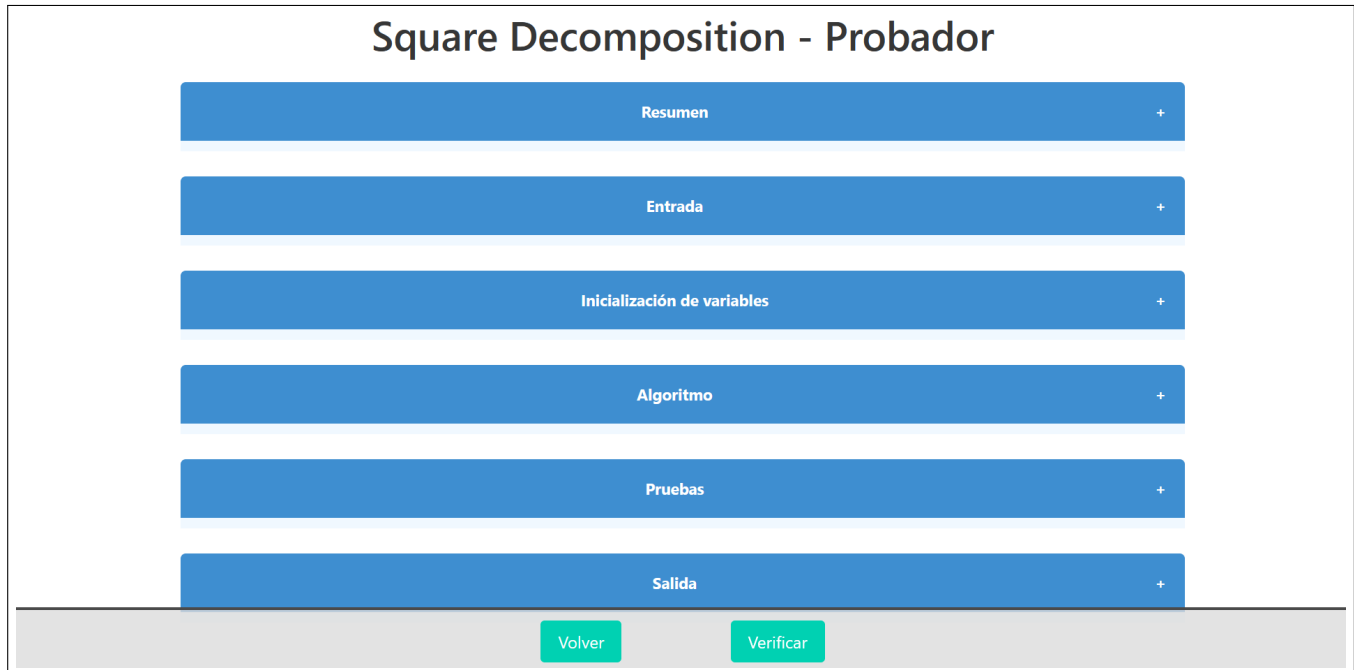 Square Decomposition - Probador
Resumen +
Entrada +
Inicialización de variables +
Algoritmo +
Pruebas +
Salida +
Volver Verificar